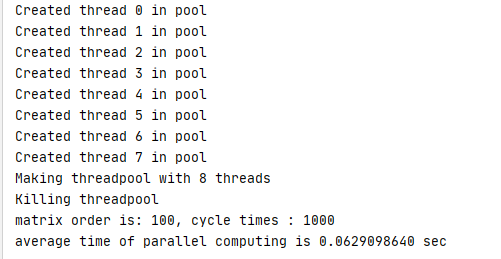 Created thread 0 in pool
Created thread 1 in pool
Created thread 2 in pool
Created thread 3 in pool
Created thread 4 in pool
Created thread 5 in pool
Created thread 6 in pool
Created thread 7 in pool
Making threadpool with 8 threads
Killing threadpool
matrix order is: 100, cycle times : 1000
average time of parallel computing is 0.0629098640 sec